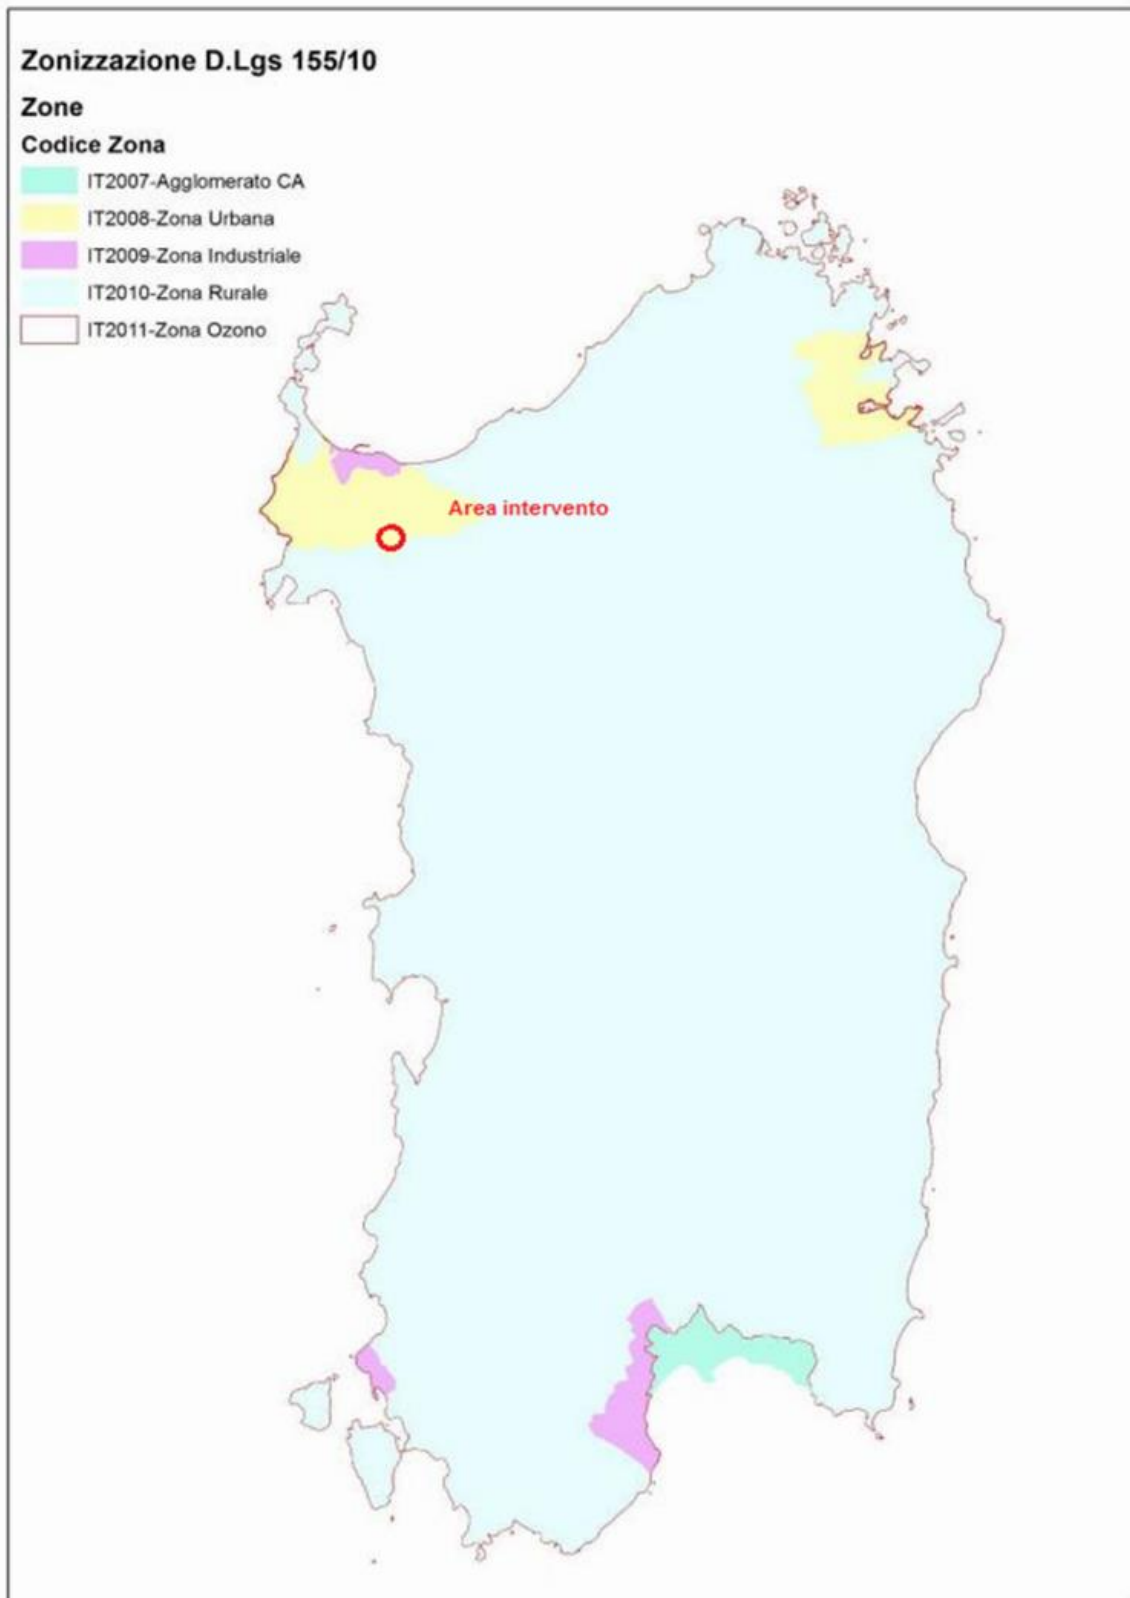 Zonizzazione D.Lgs 155/10
Zone
Codice Zona
IT2007-Agglomerato CA
IT2008-Zona Urbana
IT2009-Zona Industriale
IT2010-Zona Rurale
IT2011-Zona Ozono
Area intervento